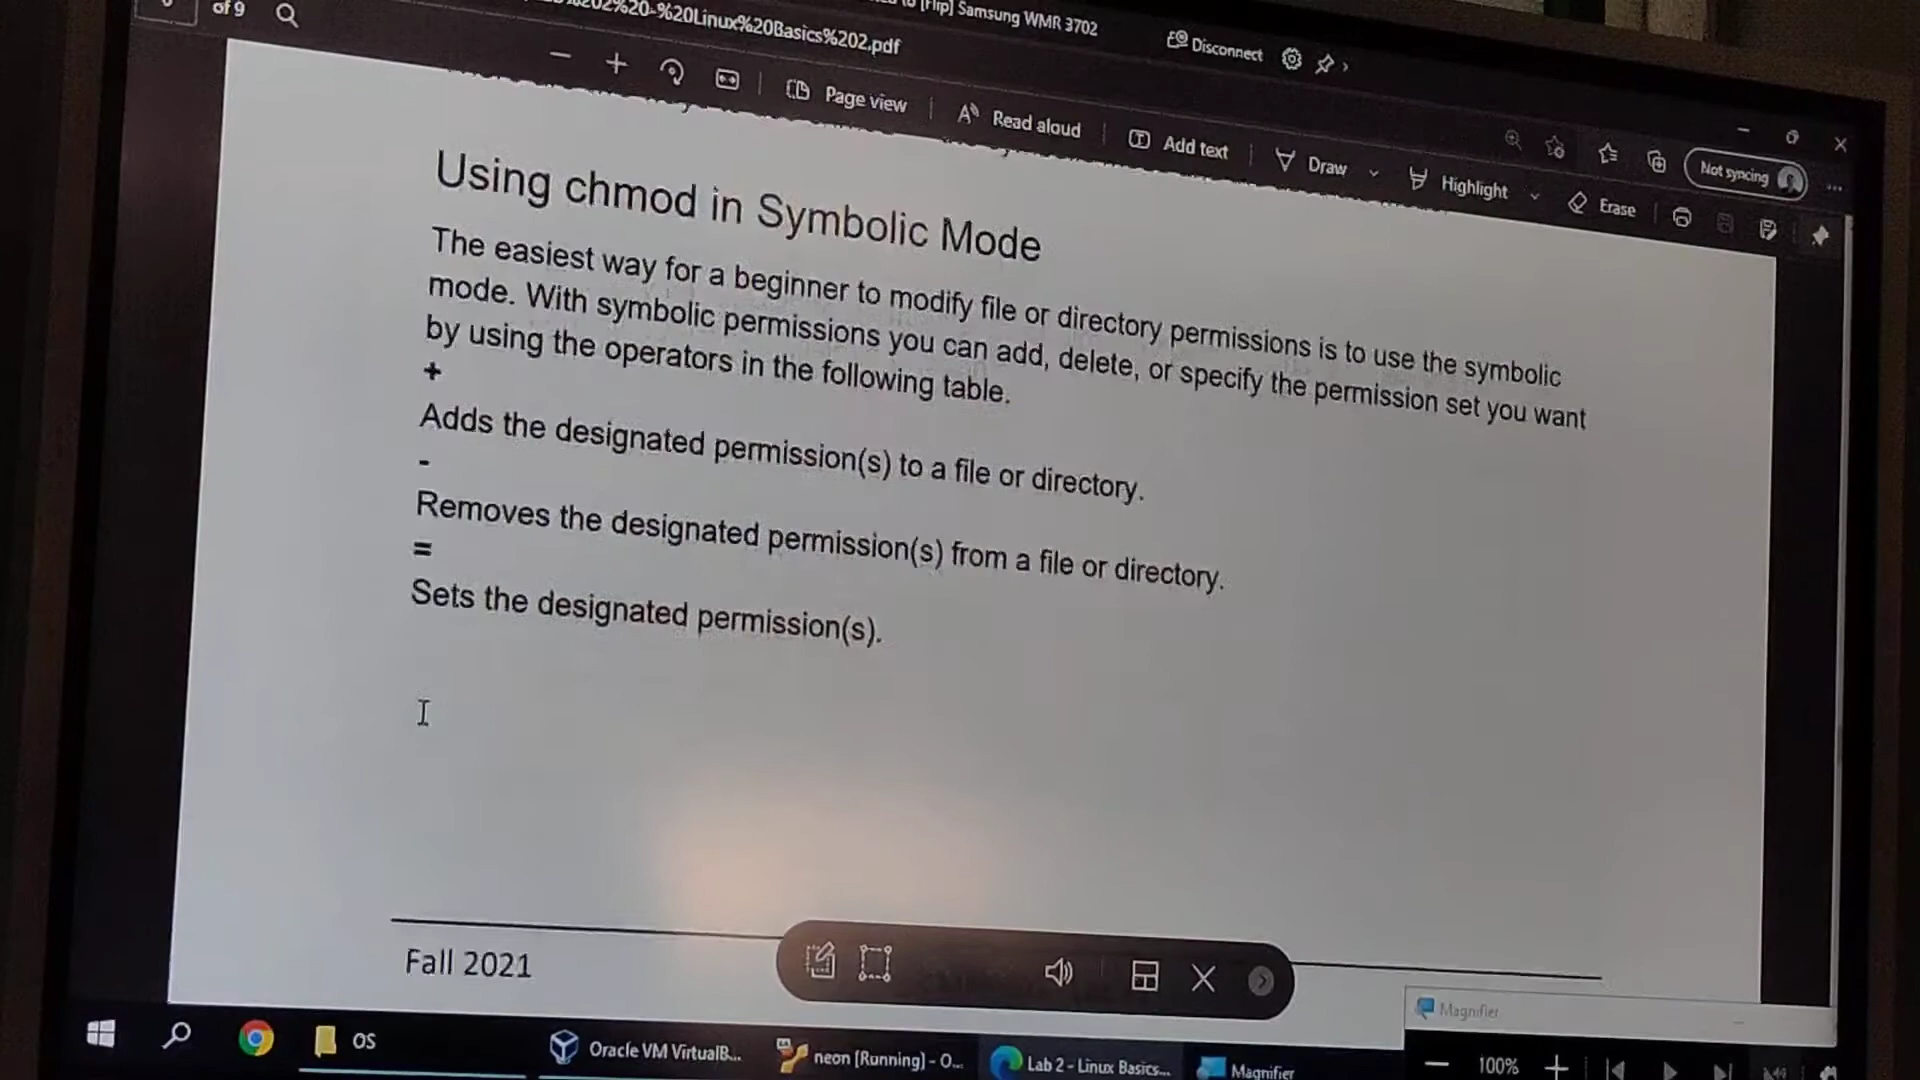 of 9
%20-%20Linux%20Basics%202.pdf
to [Flip] Samsung WMR 3702
Disconnect
Page view
Read aloud
Add text
Draw
Highlight
Erase
Not syncing
Using chmod in Symbolic Mode
The easiest way for a beginner to modify file or directory permissions is to use the symbolic
mode. With symbolic permissions you can add, delete, or specify the permission set you want
by using the operators in the following table.
+
Adds the designated permission(s) to a file or directory.
-
Removes the designated permission(s) from a file or directory.
=
Sets the designated permission(s).
Fall 2021
Magnifier
100%
OS
Oracle VM VirtualB...
neon [Running] - O...
Lab 2 - Linux Basics...
Magnifier